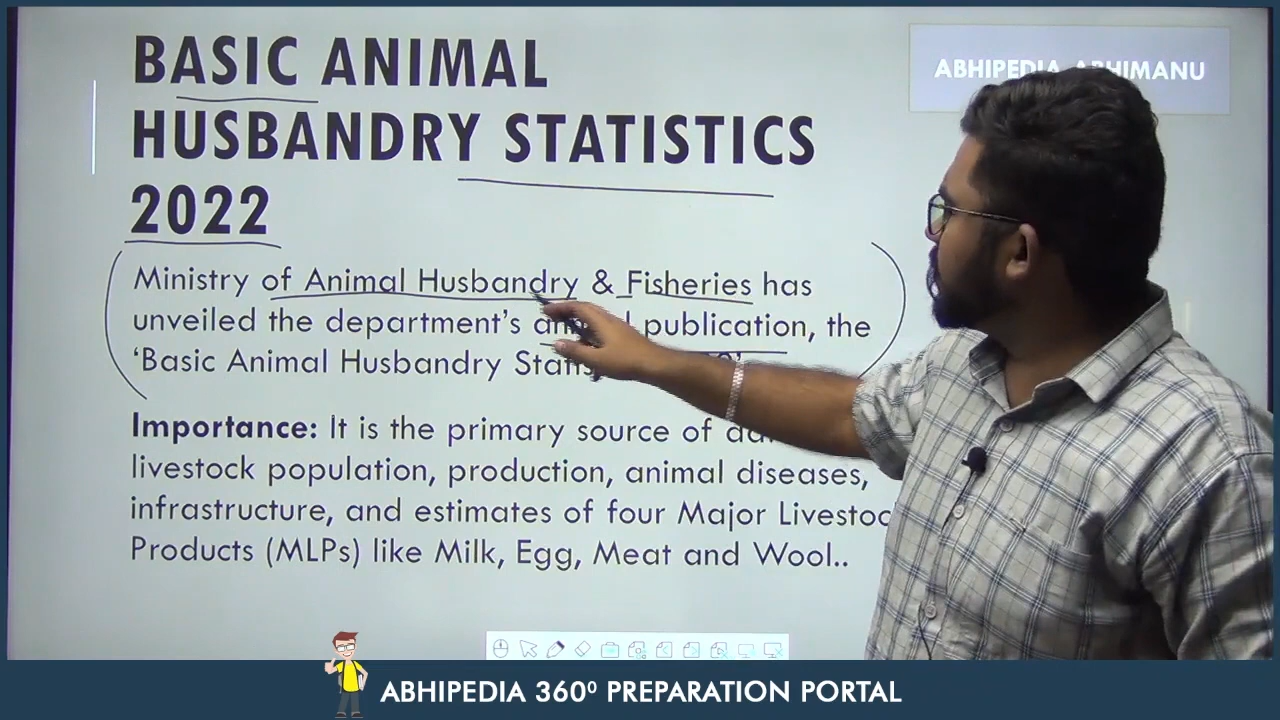 BASIC ANIMAL
HUSBANDRY STATISTICS
2022
ABHIPEDIA ABHIMANU
Ministry of Animal Husbandry & Fisheries has
unveiled the department's publication, the
‘Basic Animal Husbandry
Importance: It is the primary source of
livestock population, production, animal diseases,
infrastructure, and estimates of four Major
Products (MLPs) like Milk, Egg, Meat and Wool..
ABHIPEDIA 360⁰ PREPARATION PORTAL